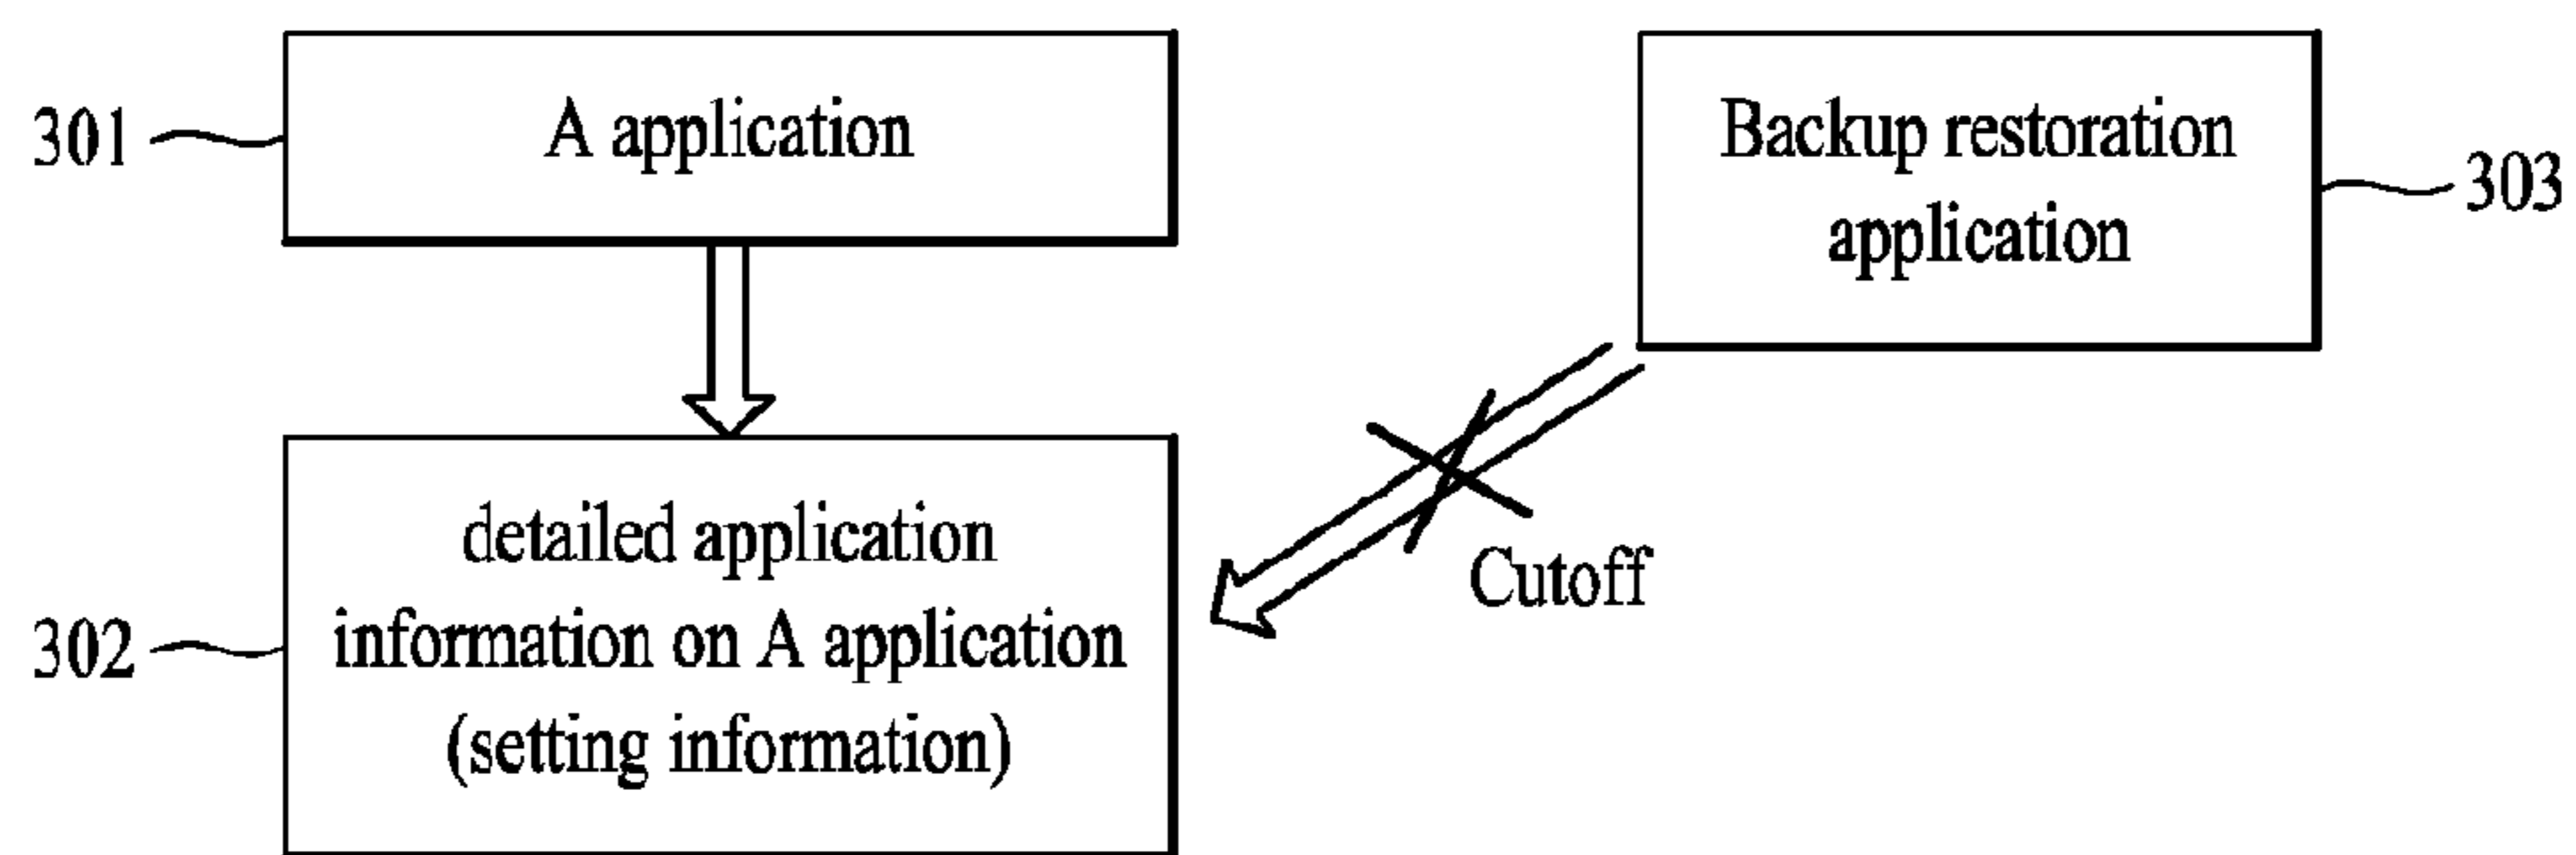 301
A application
Backup restoration
application
303
302
detailed application
information on A application
(setting information)
Cutoff